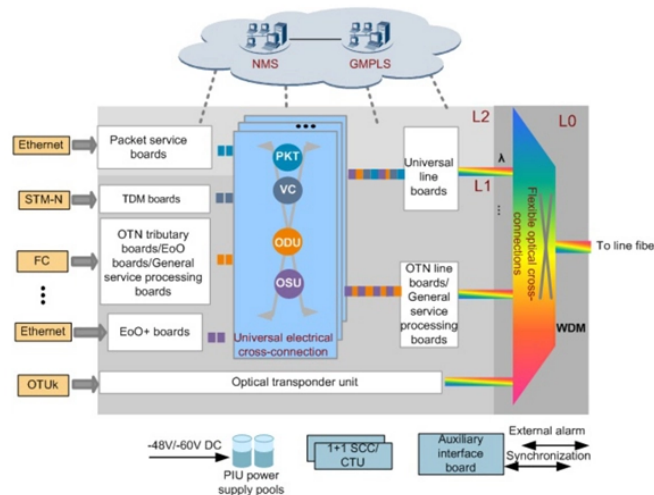 NMS
GMPLS
L2
L0
Ethernet
Packet service
boards
PKT
Universal
line
boards
λ
L1
...
STM-N
TDM boards
VC
FC
OTN tributary
boards/EoO
boards/General
service processing
boards
ODU
OSU
OTN line
boards/
General
service
processing
boards
Flexible optical cross-
connections
To line fibe
Ethernet
EoO+ boards
Universal electrical
cross-connection
WDM
OTUk
Optical transponder unit
-48V/-60V DC
PIU power
supply pools
1+1 SCC/
CTU
Auxiliary
interface
board
External alarm
Synchronization